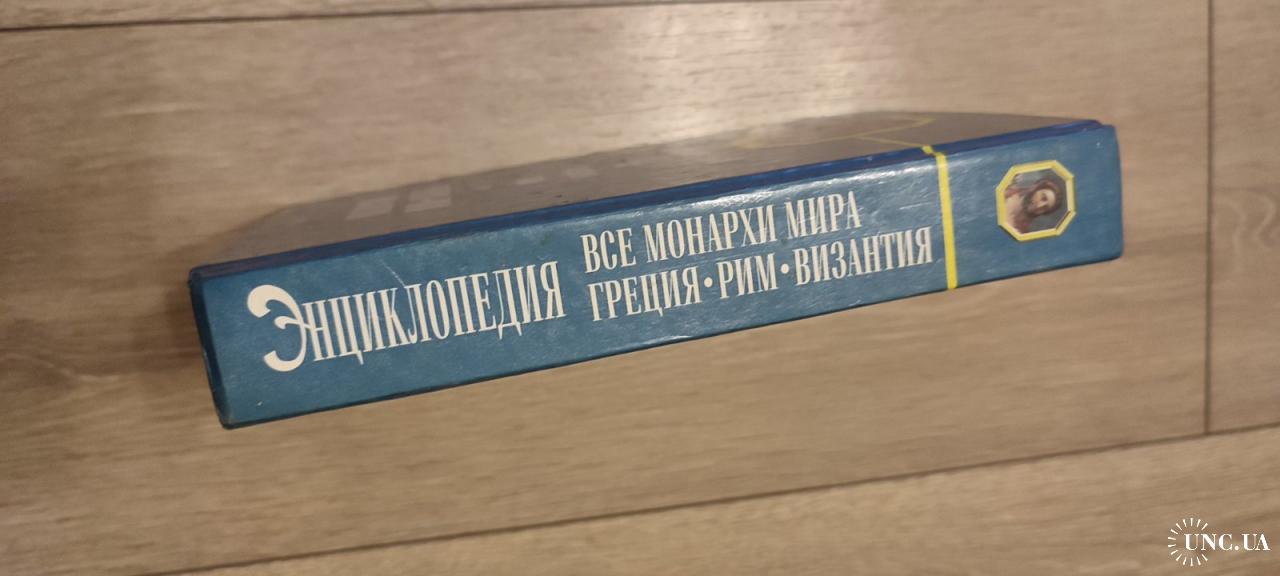 Энциклопедия
ВСЕ МОНАРХИ МИРА
ГРЕЦИЯ•РИМ•ВИЗАНТИЯ
UNC.UA